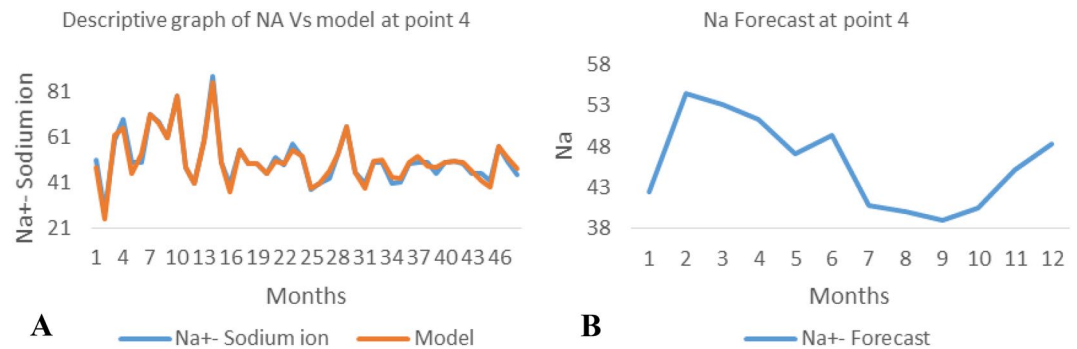 Descriptive graph of NA Vs model at point 4
Na+- Sodium ion
81
61
41
21
1 4 7 10 13 16 19 22 25 28 31 34 37 40 43 46
Months
A
Na+- Sodium ion Model
Na Forecast at point 4
Na
58
53
48
43
38
1 2 3 4 5 6 7 8 9 10 11 12
Months
B
Na+- Forecast